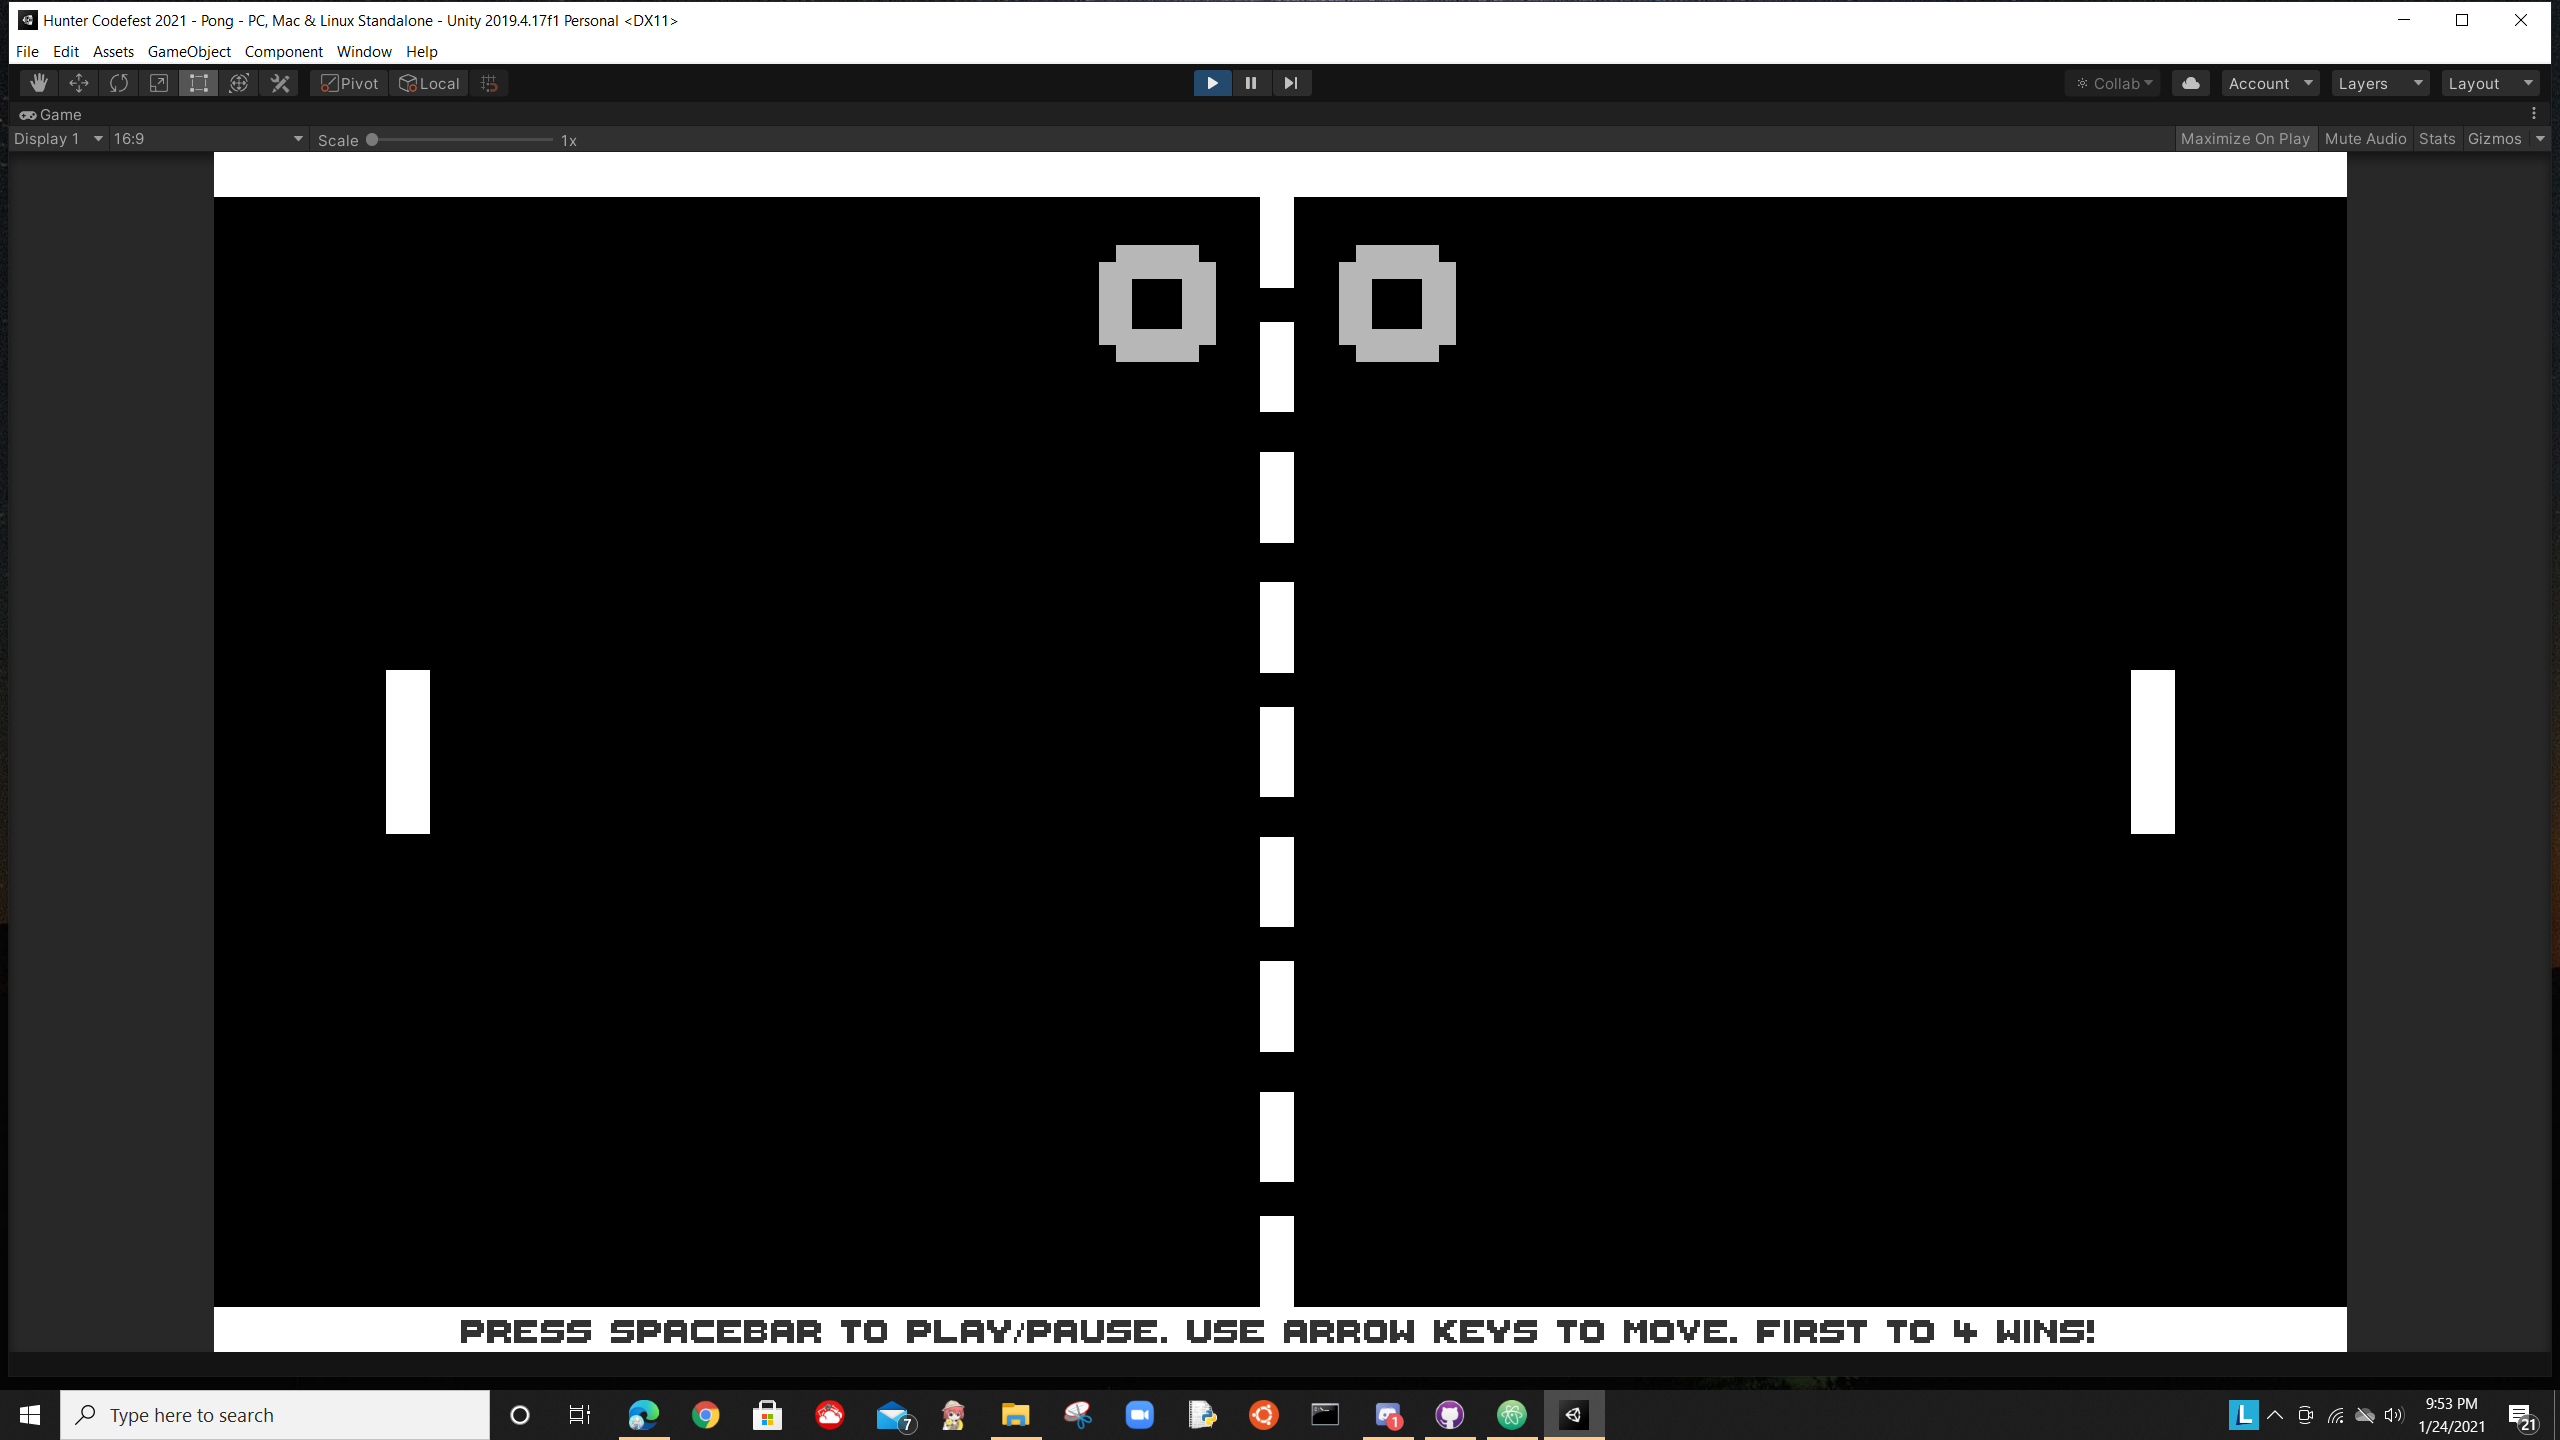 Hunter Codefest 2021 - Pong - PC, Mac & Linux Standalone - Unity 2019.4.17f1 Personal <DX11>
File Edit Assets GameObject Component Window Help
Pivot Local Collab Account Layers Layout
Game
Display 1 16:9 Scale 1x Maximize On Play Mute Audio Stats Gizmos
0 0
PRESS SPACEBAR TO PLAY/PAUSE. USE ARROW KEYS TO MOVE. FIRST TO 4 WINS!
Type here to search 7 1 L 9:53 PM
1/24/2021 21